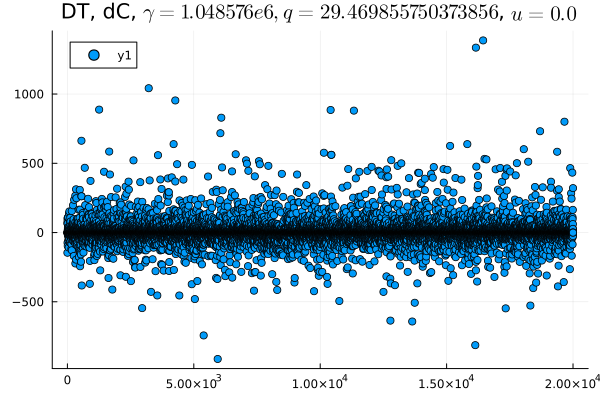 DT, dC, γ = 1.048576e6, q = 29.469855750373856, u = 0.0
y1
1000
500
0
−500
0 5.00×10³ 1.00×10⁴ 1.50×10⁴ 2.00×10⁴